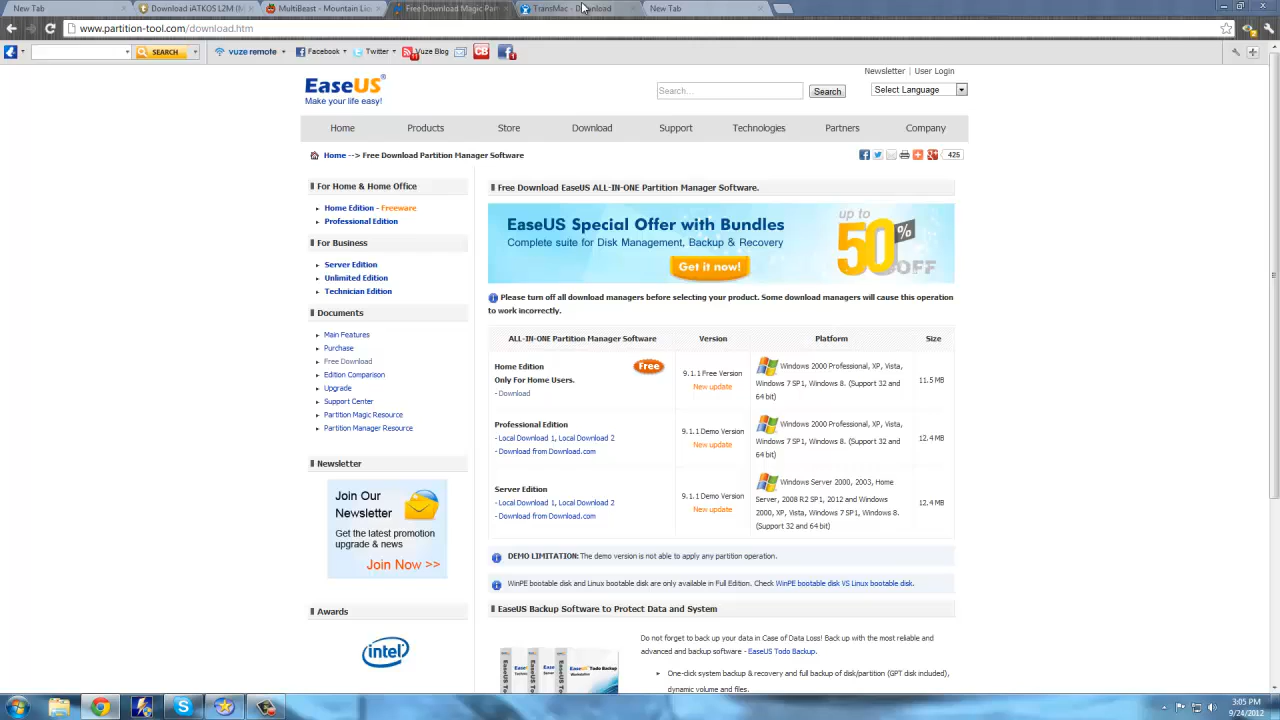 New Tab
Download iATKOS L2M (M
MultiBeast - Mountain Lio
Free Download Magic Part
TransMac - Download
New Tab
www.partition-tool.com/download.htm
SEARCH
vuze remote
Facebook
Twitter
11
Vuze Blog
CB
1
EaseUS®
Make your life easy!
Newsletter | User Login
Search...
Search
Select Language
Home
Products
Store
Download
Support
Technologies
Partners
Company
Home --> Free Download Partition Manager Software
425
For Home & Home Office
Home Edition - Freeware
Professional Edition
For Business
Server Edition
Unlimited Edition
Technician Edition
Documents
Main Features
Purchase
Free Download
Edition Comparison
Upgrade
Support Center
Partition Magic Resource
Partition Manager Resource
Newsletter
Join Our
Newsletter
Get the latest promotion
upgrade & news
Join Now >>
Awards
intel
Free Download EaseUS ALL-IN-ONE Partition Manager Software.
EaseUS Special Offer with Bundles
Complete suite for Disk Management, Backup & Recovery
Get it now!
up to
50%
OFF
Please turn off all download managers before selecting your product. Some download managers will cause this operation
to work incorrectly.
ALL-IN-ONE Partition Manager Software
Version
Platform
Size
Home Edition
Only For Home Users.
- Download
Free
9.1.1 Free Version
New update
Windows 2000 Professional, XP, Vista,
Windows 7 SP1, Windows 8. (Support 32 and
64 bit)
11.5 MB
Professional Edition
- Local Download 1, Local Download 2
- Download from Download.com
9.1.1 Demo Version
New update
Windows 2000 Professional, XP, Vista,
Windows 7 SP1, Windows 8. (Support 32 and
64 bit)
12.4 MB
Server Edition
- Local Download 1, Local Download 2
- Download from Download.com
9.1.1 Demo Version
New update
Windows Server 2000, 2003, Home
Server, 2008 R2 SP1, 2012 and Windows
2000, XP, Vista, Windows 7 SP1, Windows 8.
(Support 32 and 64 bit)
12.4 MB
DEMO LIMITATION: The demo version is not able to apply any partition operation.
WinPE bootable disk and Linux bootable disk are only available in Full Edition. Check WinPE bootable disk VS Linux bootable disk.
EaseUS Backup Software to Protect Data and System
EaseUS Todo Backup
Do not forget to back up your data in Case of Data Loss! Back up with the most reliable and
advanced and backup software - EaseUS Todo Backup.
One-click system backup & recovery and full backup of disk/partition (GPT disk included),
dynamic volume and files.
3:05 PM
9/24/2012